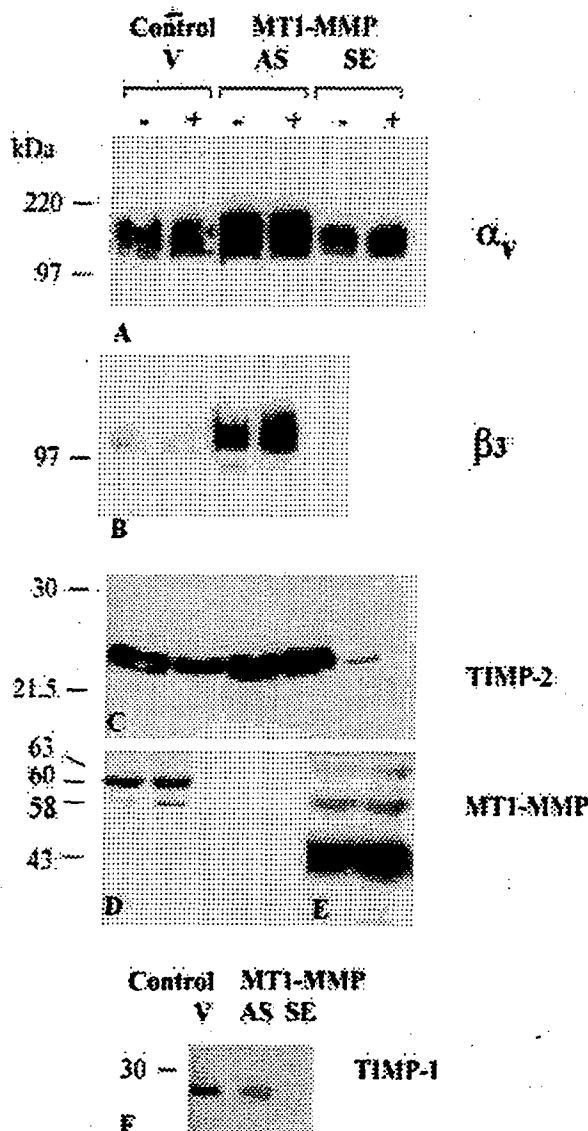 Control MT1-MMP
V AS SE
- + - + - +
kDa
220
97
αv
A
97
β3
B
30
21.5
TIMP-2
C
63
60
58
43
MT1-MMP
D E
Control MT1-MMP
V AS SE
30
TIMP-1
F